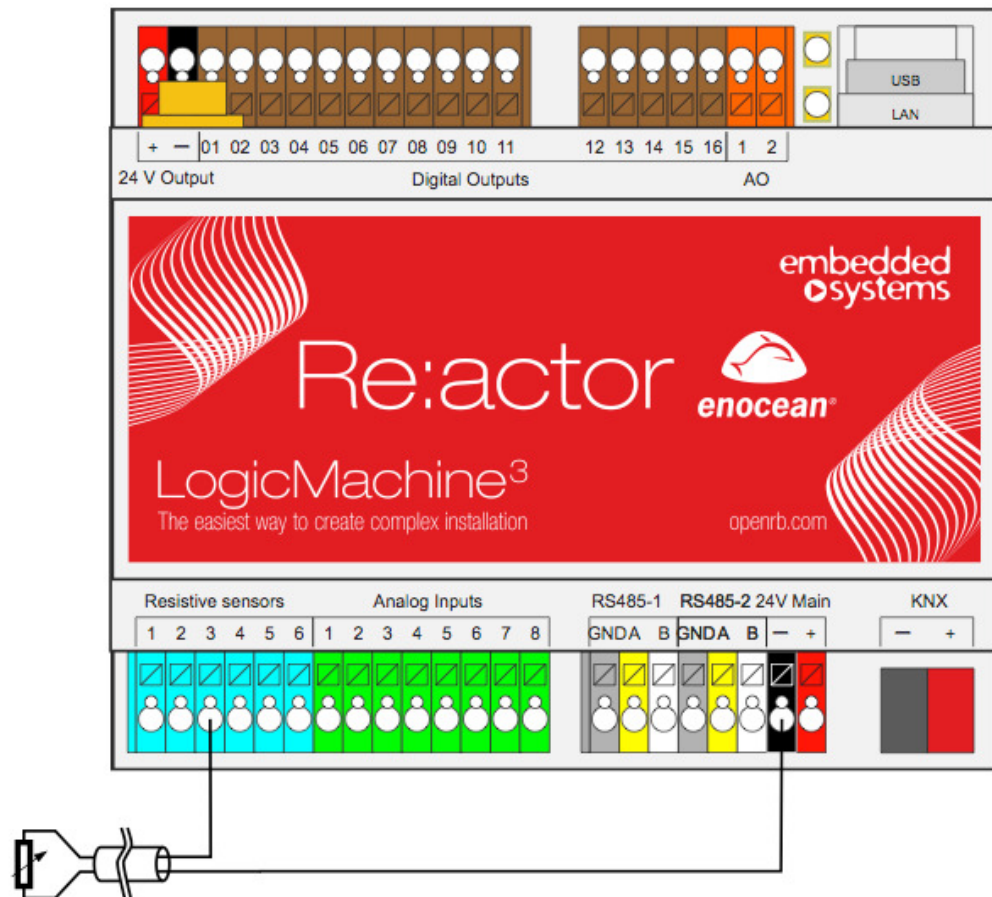 USB
LAN
+ — 01 02 03 04 05 06 07 08 09 10 11 12 13 14 15 16 1 2
24 V Output Digital Outputs AO
embedded
systems
Re:actor
enocean®
LogicMachine³
The easiest way to create complex installation openrb.com
Resistive sensors Analog Inputs RS485-1 RS485-2 24V Main KNX
1 2 3 4 5 6 1 2 3 4 5 6 7 8 GND A B GND A B — + — +